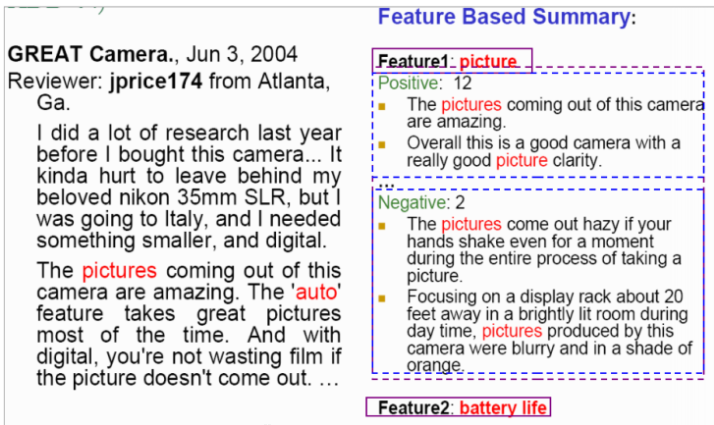 GREAT Camera., Jun 3, 2004
Reviewer: jprice174 from Atlanta,
Ga.
I did a lot of research last year
before I bought this camera... It
kinda hurt to leave behind my
beloved nikon 35mm SLR, but I
was going to Italy, and I needed
something smaller, and digital.
The pictures coming out of this
camera are amazing. The 'auto'
feature takes great pictures
most of the time. And with
digital, you're not wasting film if
the picture doesn't come out. ...
Feature Based Summary:
Feature1: picture
Positive: 12
The pictures coming out of this camera
are amazing.
Overall this is a good camera with a
really good picture clarity.
...
Negative: 2
The pictures come out hazy if your
hands shake even for a moment
during the entire process of taking a
picture.
Focusing on a display rack about 20
feet away in a brightly lit room during
day time, pictures produced by this
camera were blurry and in a shade of
orange.
Feature2: battery life